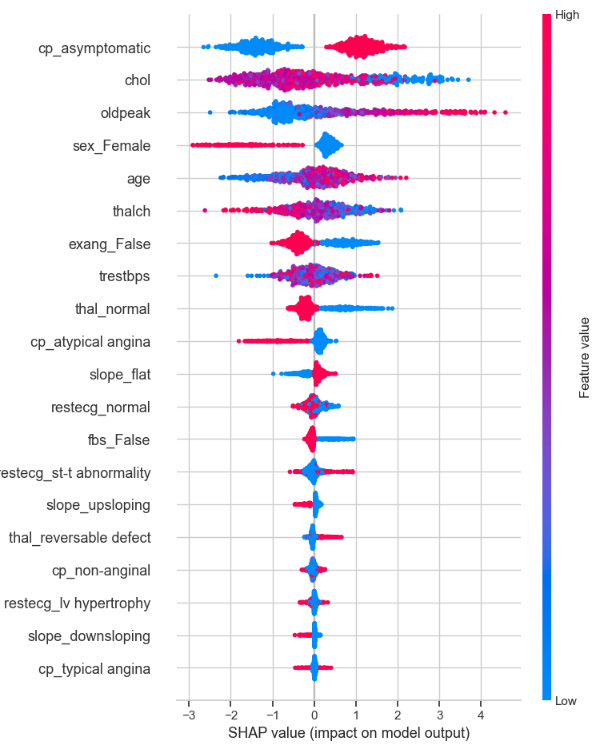 High
cp_asymptomatic
chol
oldpeak
sex_Female
age
thalch
exang_False
trestbps
thal_normal
cp_atypical angina
slope_flat
restecg_normal
fbs_False
restecg_st-t abnormality
slope_upsloping
thal_reversable defect
cp_non-anginal
restecg_lv hypertrophy
slope_downsloping
cp_typical angina
Feature value
Low
−3 −2 −1 0 1 2 3 4
SHAP value (impact on model output)